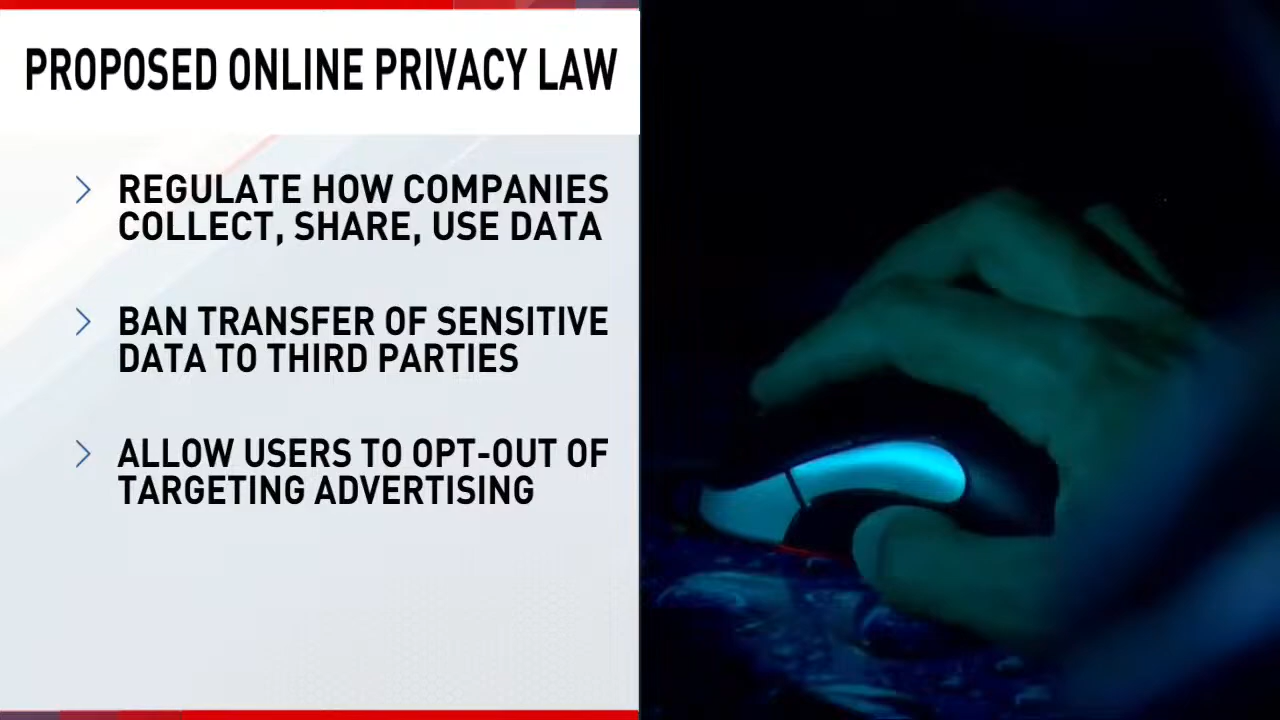 PROPOSED ONLINE PRIVACY LAW
REGULATE HOW COMPANIES
COLLECT, SHARE, USE DATA
BAN TRANSFER OF SENSITIVE
DATA TO THIRD PARTIES
ALLOW USERS TO OPT-OUT OF
TARGETING ADVERTISING